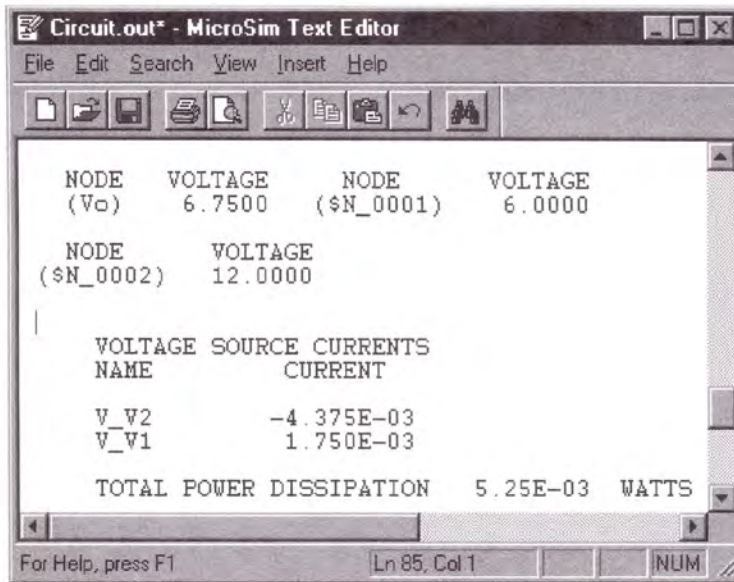 Circuit.out* - MicroSim Text Editor
File Edit Search View Insert Help
NODE VOLTAGE NODE VOLTAGE
(Vo) 6.7500 ($N_0001) 6.0000
NODE VOLTAGE
($N_0002) 12.0000
VOLTAGE SOURCE CURRENTS
NAME CURRENT
V_V2 -4.375E-03
V_V1 1.750E-03
TOTAL POWER DISSIPATION 5.25E-03 WATTS
For Help, press F1 Ln 85, Col 1 NUM